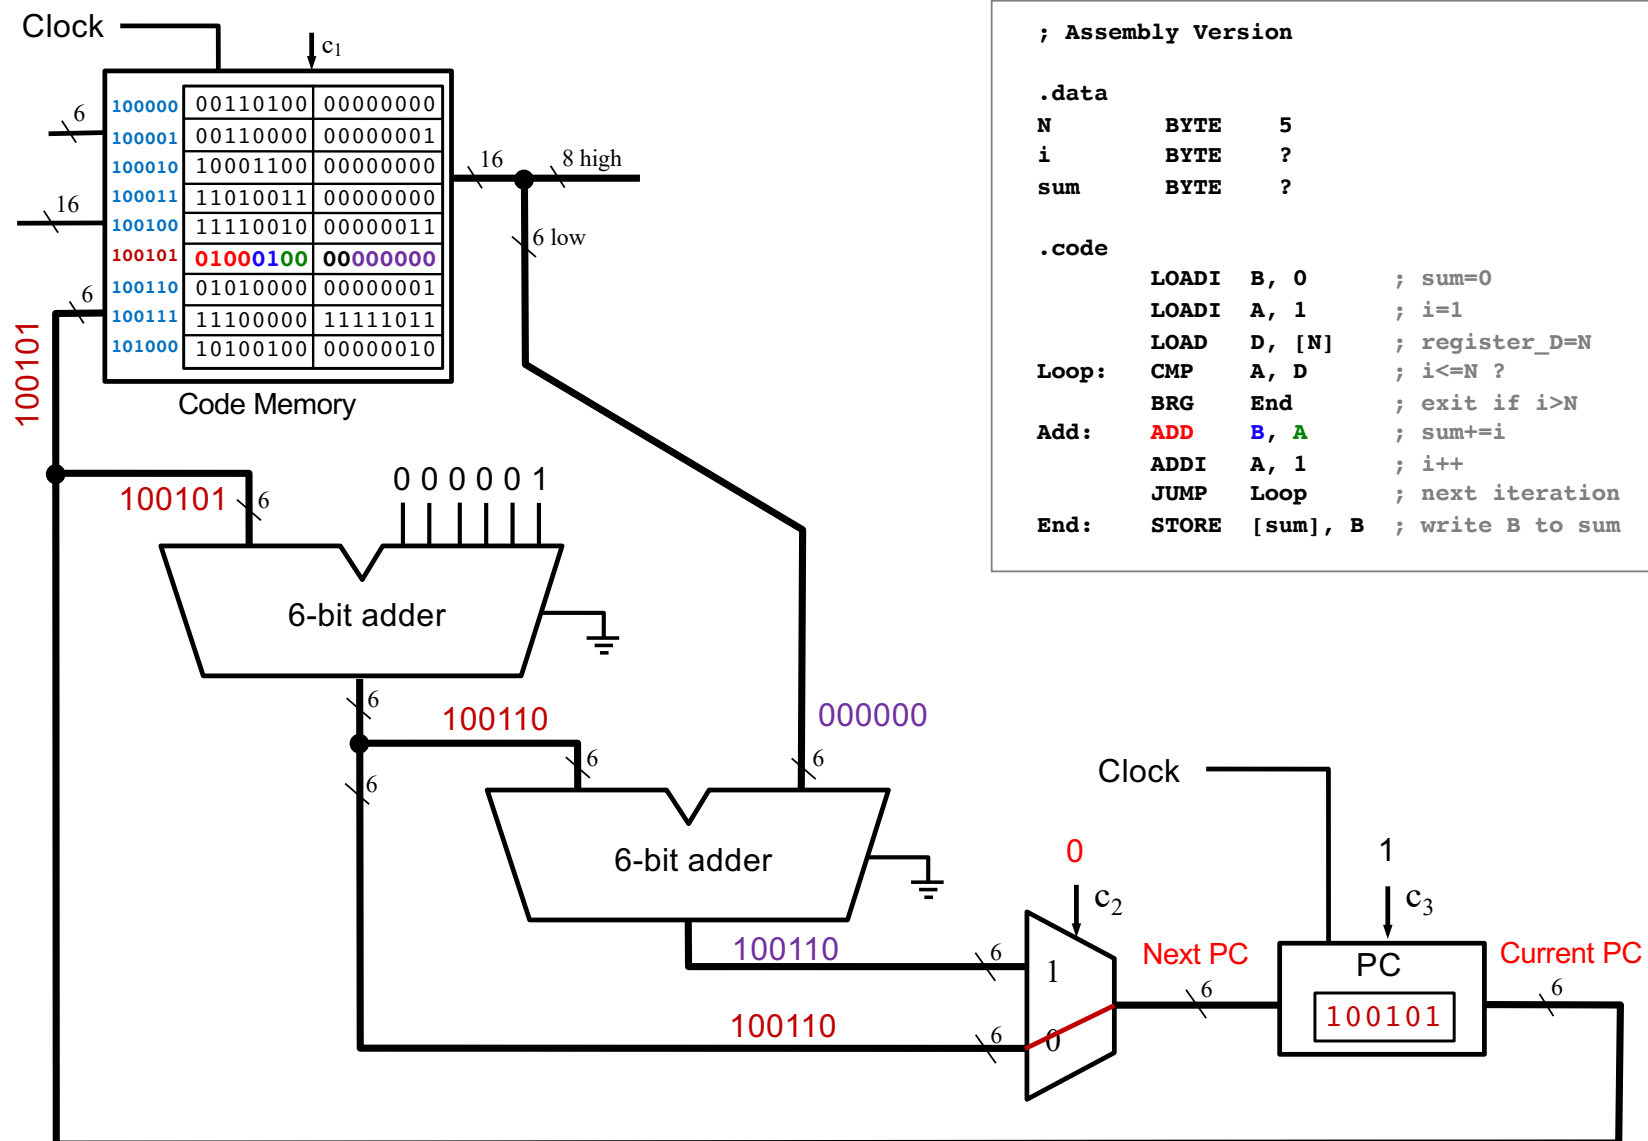 Clock
c1
6
16
6
100000 00110100 00000000
100001 00110000 00000001
100010 10001100 00000000
100011 11010011 00000000
100100 11110010 00000011
100101 01000100 00000000
100110 01010000 00000001
100111 11100000 11111011
101000 10100100 00000010
Code Memory
16
8 high
6 low
; Assembly Version
.data
N BYTE 5
i BYTE ?
sum BYTE ?
.code
LOADI B, 0 ; sum=0
LOADI A, 1 ; i=1
LOAD D, [N] ; register_D=N
Loop: CMP A, D ; i<=N ?
BRG End ; exit if i>N
Add: ADD B, A ; sum+=i
ADDI A, 1 ; i++
JUMP Loop ; next iteration
End: STORE [sum], B ; write B to sum
100101
100101
6
0 0 0 0 0 1
6-bit adder
6
100110
6
6
000000
6
6-bit adder
100110
6
100110
6
0
c2
1
0
Next PC
6
Clock
1
c3
PC
100101
Current PC
6